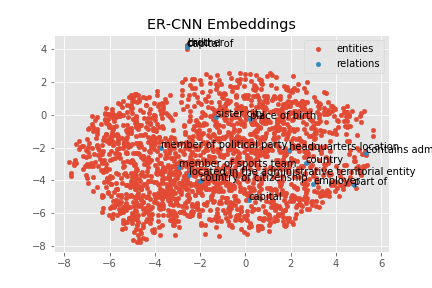 ER-CNN Embeddings
capital of
entities
relations
sister city
place of birth
member of political party
headquarters location
contains adm
country
member of sports team
located in the administrative territorial entity
country of citizenship
employer
part of
capital
4
2
0
−2
−4
−6
−8
−8
−6
−4
−2
0
2
4
6